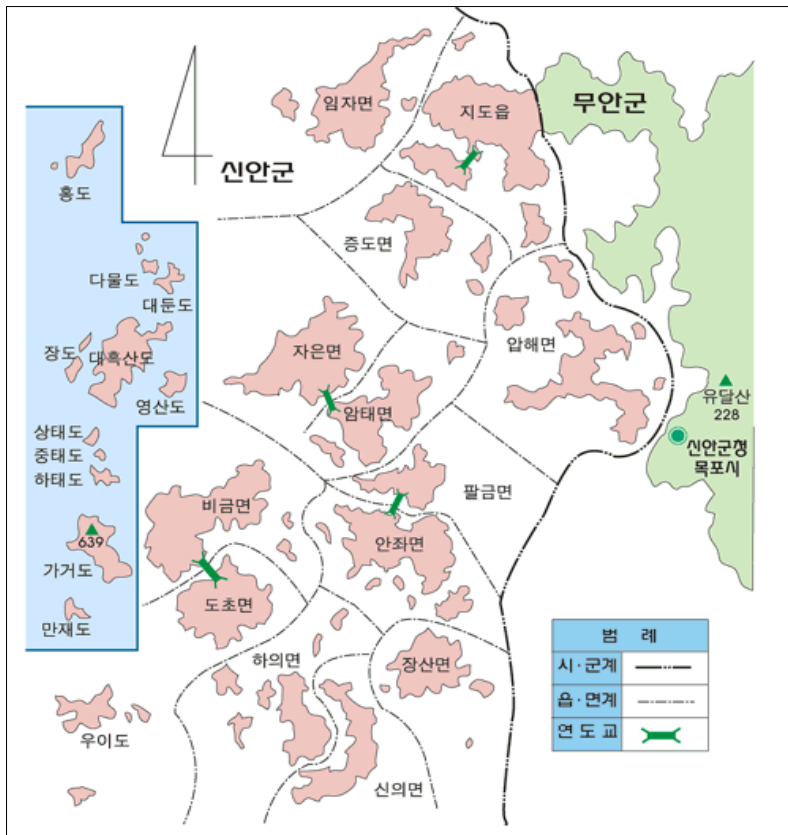 임자면
지도읍
무안군
신안군
홍도
증도면
다물도
대둔도
장도
대흑산도
영산도
자은면
압해면
암태면
유달산
228
신안군청
목포시
상태도
중태도
하태도
팔금면
비금면
안좌면
639
가거도
도초면
만재도
하의면
장산면
우이도
신의면
범 례
시·군계
읍·면계
연도교